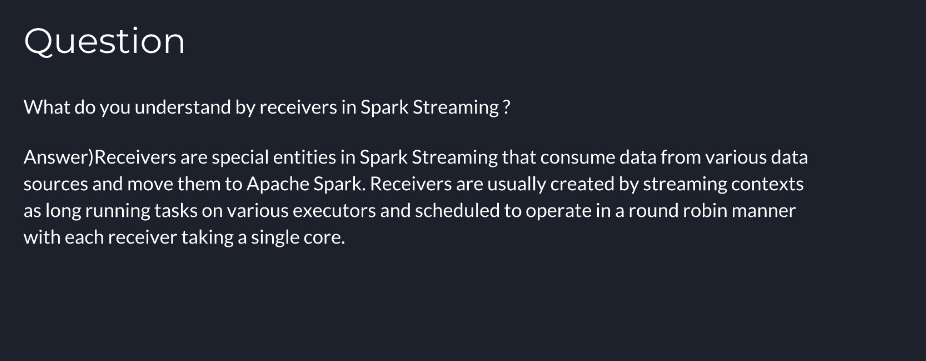 Question
What do you understand by receivers in Spark Streaming ?
Answer)Receivers are special entities in Spark Streaming that consume data from various data
sources and move them to Apache Spark. Receivers are usually created by streaming contexts
as long running tasks on various executors and scheduled to operate in a round robin manner
with each receiver taking a single core.